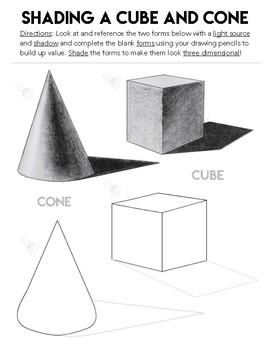 SHADING A CUBE AND CONE
Directions: Look at and reference the two forms below with a light source
and shadow and complete the blank forms using your drawing pencils to
build up value. Shade the forms to make them look three dimensional!
CUBE
CONE